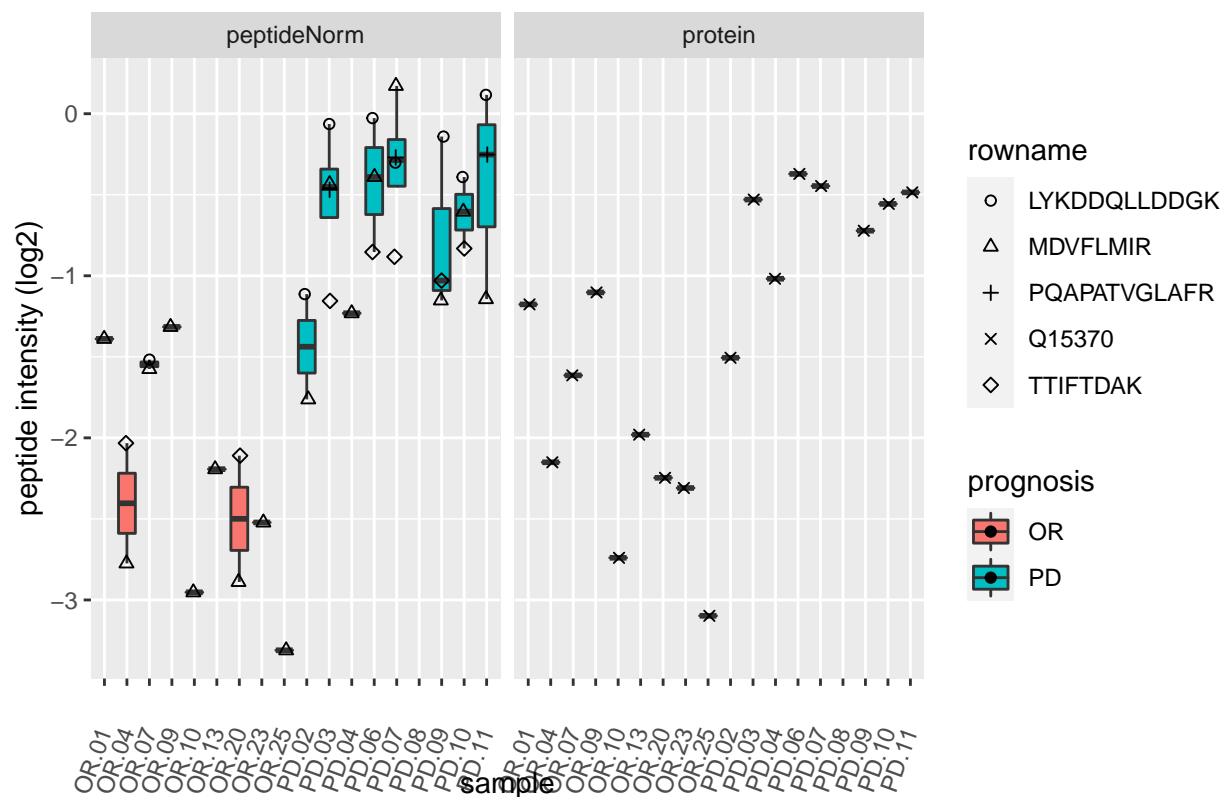 peptideNorm
protein
peptide intensity (log2)
0
−1
−2
−3
OR.01
OR.04
OR.07
OR.09
OR.10
OR.13
OR.20
OR.23
OR.25
PD.02
PD.03
PD.04
PD.06
PD.07
PD.08
PD.09
PD.10
PD.11
OR.01
OR.04
OR.07
OR.09
OR.10
OR.13
OR.20
OR.23
OR.25
PD.02
PD.03
PD.04
PD.06
PD.07
PD.08
PD.09
PD.10
PD.11
sample
rowname
LYKDDQLLDDGK
MDVFLMIR
PQAPATVGLAFR
Q15370
TTIFTDAK
prognosis
OR
PD